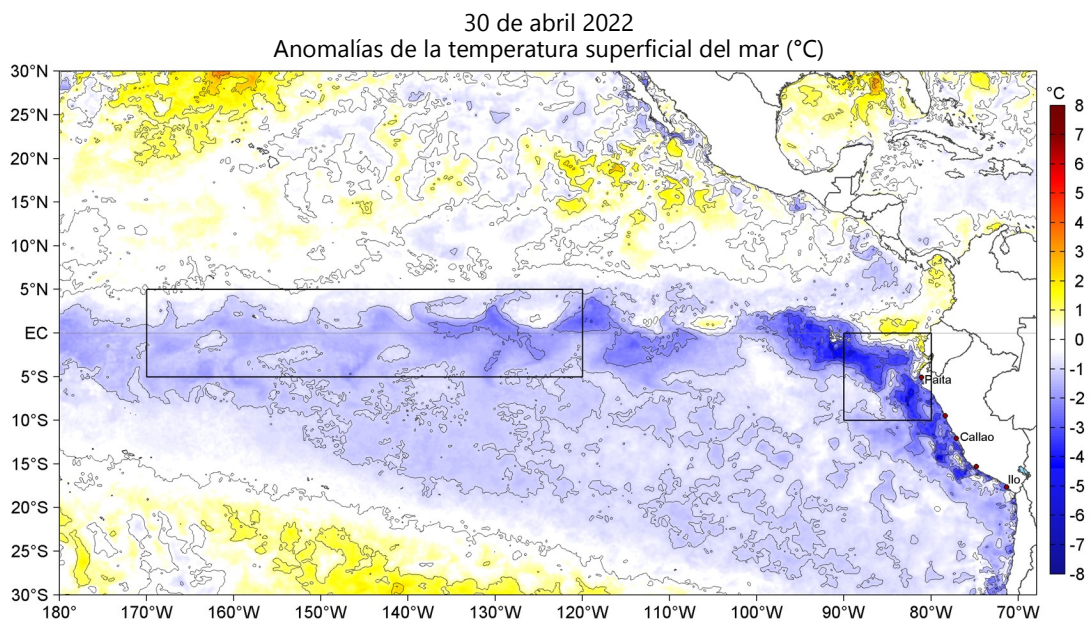 30 de abril 2022
Anomalías de la temperatura superficial del mar (°C)
30°N
25°N
20°N
15°N
10°N
5°N
EC
5°S
10°S
15°S
20°S
25°S
30°S
180
170°W
160°W
150°W
140°W
130°W
120°W
110°W
100°W
90°W
80°W
70°W
Paita
Callao
Ilo
°C
8
7
6
5
4
3
2
1
0
-1
-2
-3
-4
-5
-6
-7
-8